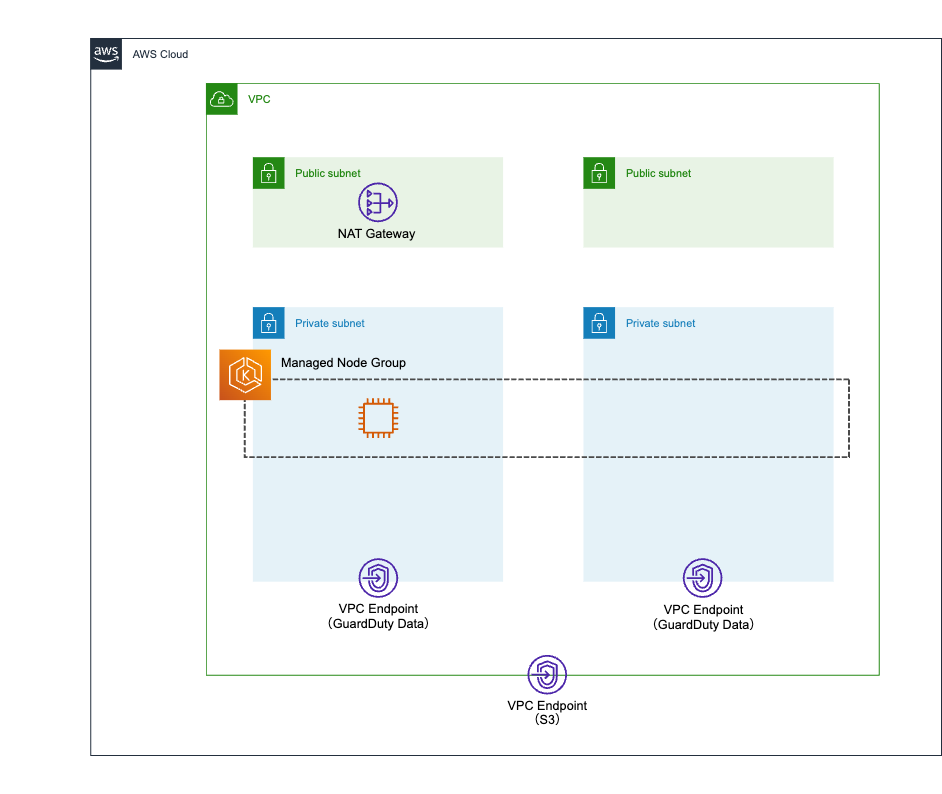 aws
AWS Cloud
VPC
Public subnet
Public subnet
NAT Gateway
Private subnet
Private subnet
Managed Node Group
K
VPC Endpoint
（GuardDuty Data）
VPC Endpoint
（GuardDuty Data）
VPC Endpoint
（S3）